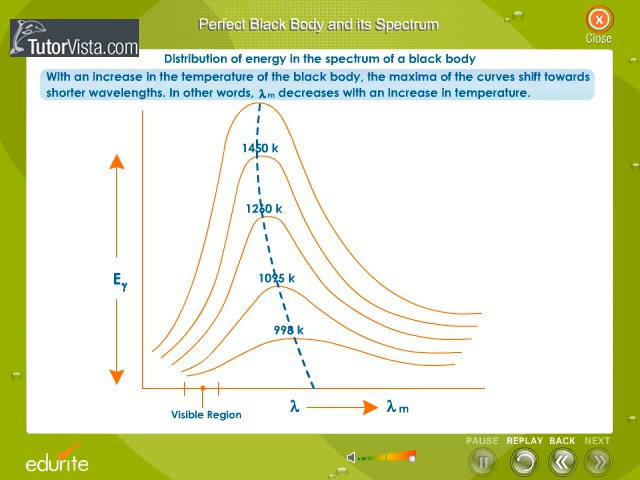 Perfect Black Body and its Spectrum
Close
TutorVista.com
Distribution of energy in the spectrum of a black body
With an increase in the temperature of the black body, the maxima of the curves shift towards
shorter wavelengths. In other words, λm decreases with an increase in temperature.
1450 k
1260 k
Eγ
1095 k
998 k
Visible Region
λ
λm
PAUSE REPLAY BACK NEXT
edurite